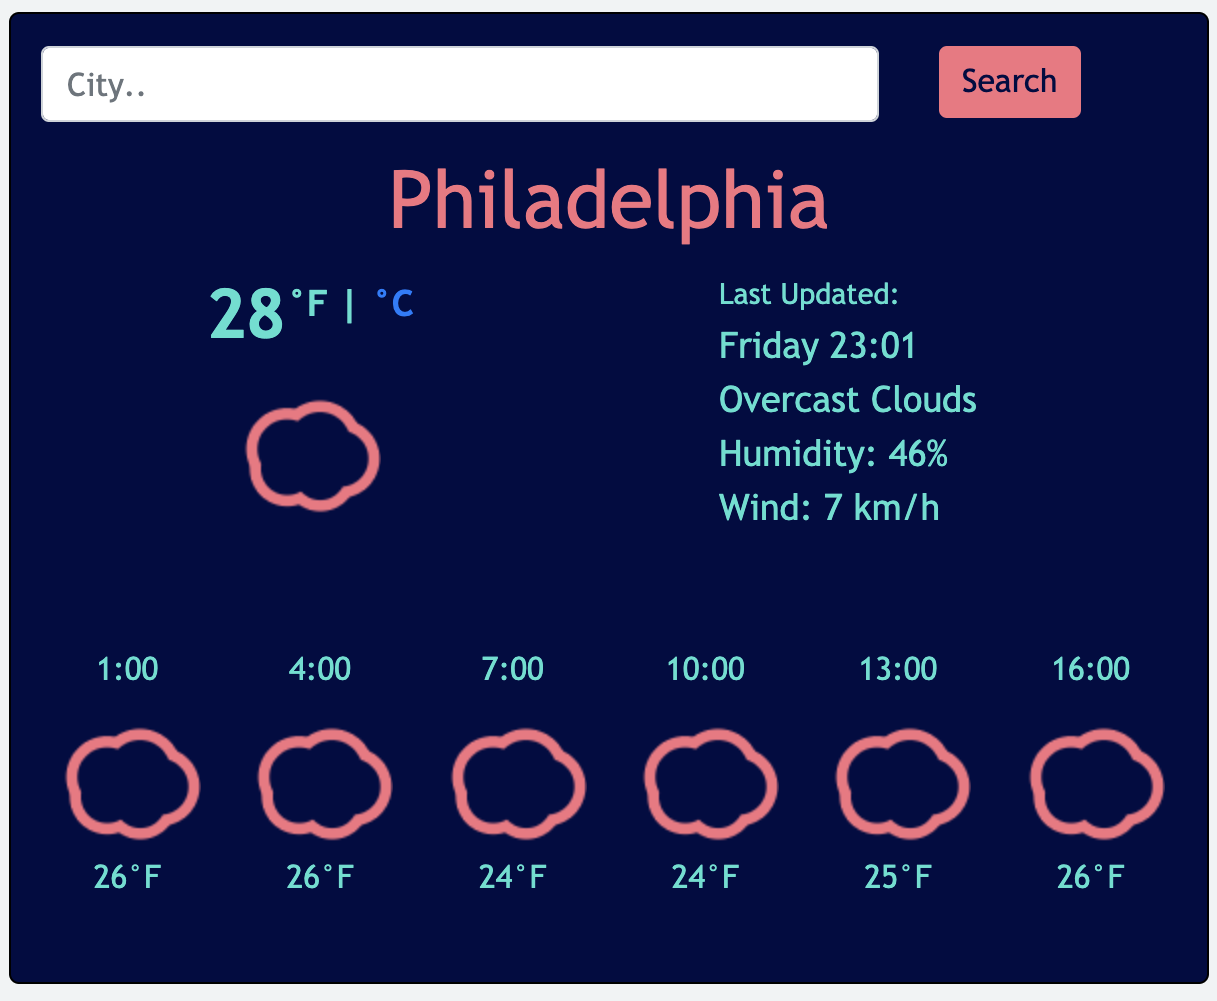 City..
Search
Philadelphia
28°F | °C
Last Updated:
Friday 23:01
Overcast Clouds
Humidity: 46%
Wind: 7 km/h
1:00 4:00 7:00 10:00 13:00 16:00
26°F 26°F 24°F 24°F 25°F 26°F